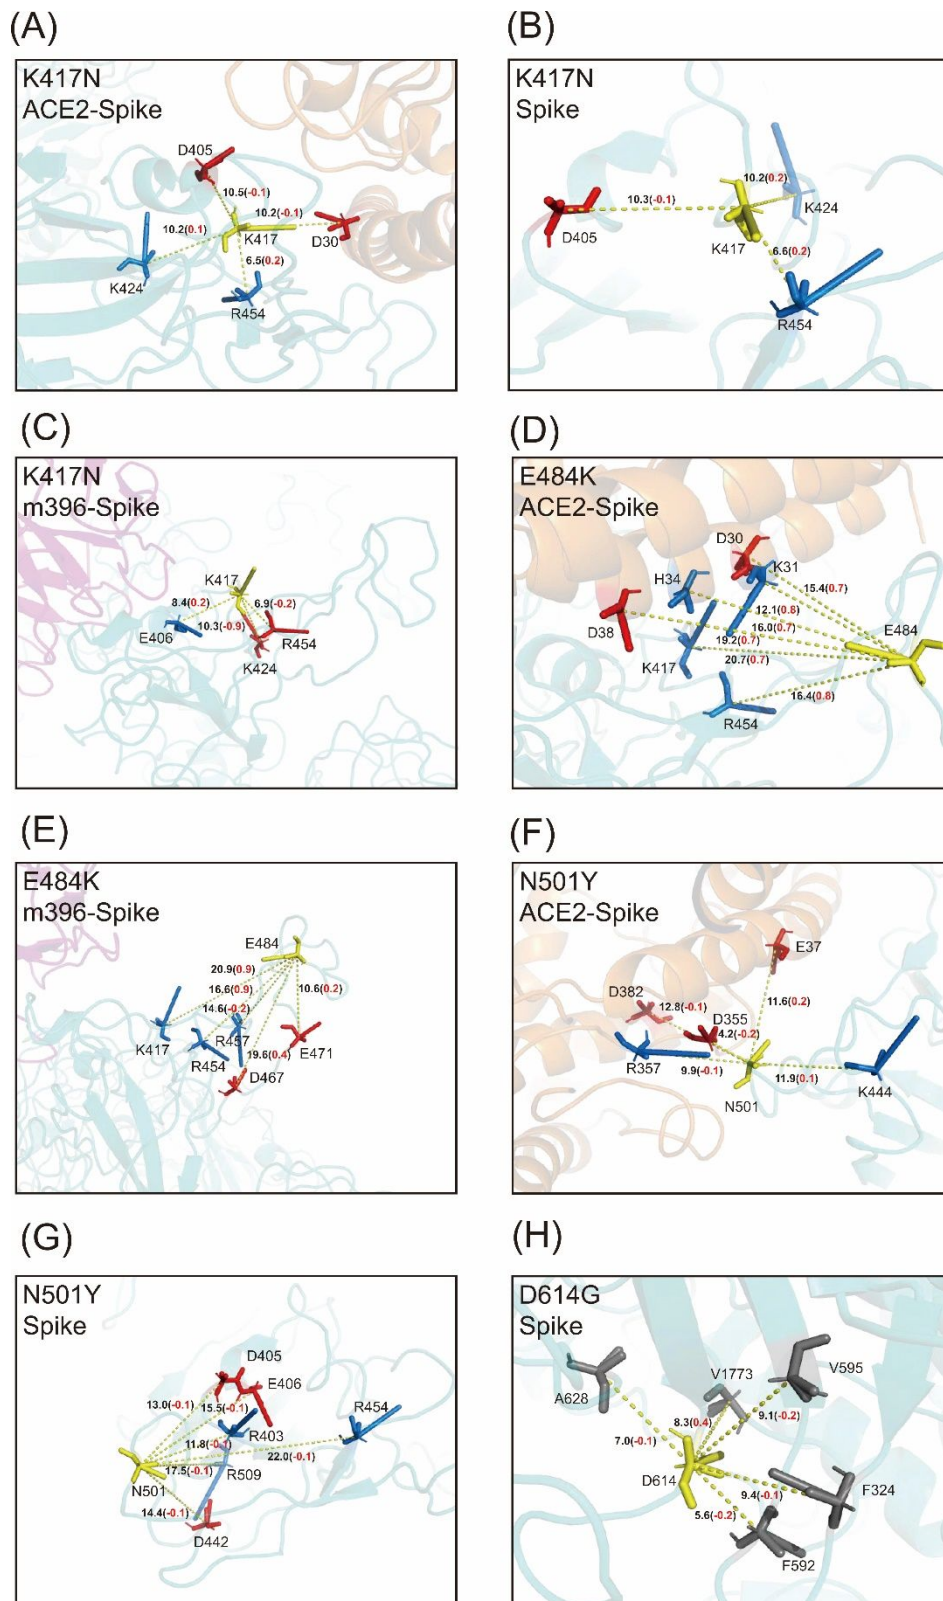 (A)
K417N
ACE2-Spike
D405
10.5(-0.1)
10.2(-0.1)
10.2(0.1)
K417
D30
K424
6.5(0.2)
R454
(B)
K417N
Spike
10.2(0.2)
10.3(-0.1)
K424
D405
K417
6.6(0.2)
R454
(C)
K417N
m396-Spike
K417
8.4(0.2)
6.9(-0.2)
E406
10.3(-0.9)
R454
K424
(D)
E484K
ACE2-Spike
D30
K31
H34
15.4(0.7)
12.1(0.8)
D38
16.0(0.7)
E484
19.2(0.7)
K417
20.7(0.7)
16.4(0.8)
R454
(E)
E484K
m396-Spike
E484
20.9(0.9)
16.6(0.9)
10.6(0.2)
14.6(-0.2)
K417
R457
R454
19.6(0.4)
E471
D467
(F)
N501Y
ACE2-Spike
E37
D382
12.8(-0.1)
11.6(0.2)
D355
4.2(-0.2)
R357
9.9(-0.1)
11.9(0.1)
K444
N501
(G)
N501Y
Spike
D405
E406
13.0(-0.1)
15.5(-0.1)
R454
R403
11.8(-0.1)
22.0(-0.1)
17.5(-0.1)
R509
N501
14.4(-0.1)
D442
(H)
D614G
Spike
V595
V1773
A628
8.3(0.4)
9.1(-0.2)
7.0(-0.1)
D614
F324
9.4(-0.1)
5.6(-0.2)
F592